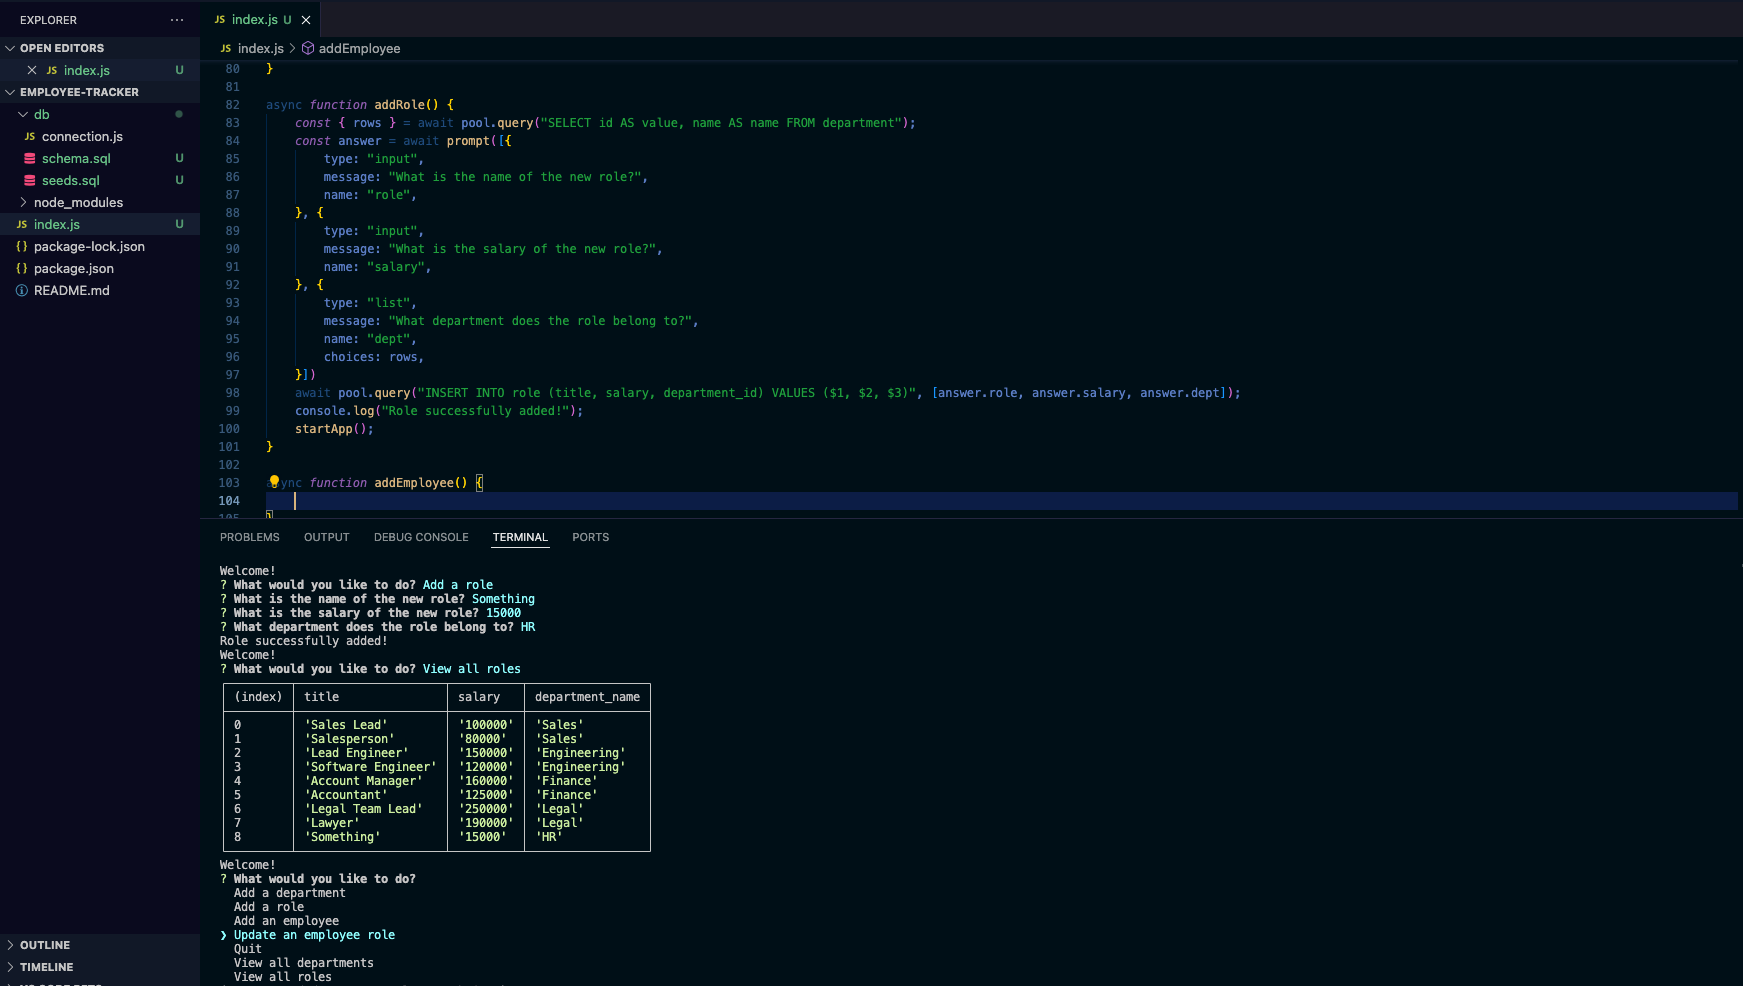 EXPLORER
OPEN EDITORS
JS index.js U
EMPLOYEE-TRACKER
db
JS connection.js
schema.sql U
seeds.sql U
node_modules
JS index.js U
{} package-lock.json
{} package.json
README.md
OUTLINE
TIMELINE
JS index.js U
JS index.js > addEmployee
80 }
81
82 async function addRole() {
83 const { rows } = await pool.query("SELECT id AS value, name AS name FROM department");
84 const answer = await prompt([{
85 type: "input",
86 message: "What is the name of the new role?",
87 name: "role",
88 }, {
89 type: "input",
90 message: "What is the salary of the new role?",
91 name: "salary",
92 }, {
93 type: "list",
94 message: "What department does the role belong to?",
95 name: "dept",
96 choices: rows,
97 }])
98 await pool.query("INSERT INTO role (title, salary, department_id) VALUES ($1, $2, $3)", [answer.role, answer.salary, answer.dept]);
99 console.log("Role successfully added!");
100 startApp();
101 }
102
103 ync function addEmployee() {
104
105 }
PROBLEMS OUTPUT DEBUG CONSOLE TERMINAL PORTS
Welcome!
? What would you like to do? Add a role
? What is the name of the new role? Something
? What is the salary of the new role? 15000
? What department does the role belong to? HR
Role successfully added!
Welcome!
? What would you like to do? View all roles
(index) title salary department_name
0 'Sales Lead' '100000' 'Sales'
1 'Salesperson' '80000' 'Sales'
2 'Lead Engineer' '150000' 'Engineering'
3 'Software Engineer' '120000' 'Engineering'
4 'Account Manager' '160000' 'Finance'
5 'Accountant' '125000' 'Finance'
6 'Legal Team Lead' '250000' 'Legal'
7 'Lawyer' '190000' 'Legal'
8 'Something' '15000' 'HR'
Welcome!
? What would you like to do?
Add a department
Add a role
Add an employee
❯ Update an employee role
Quit
View all departments
View all roles